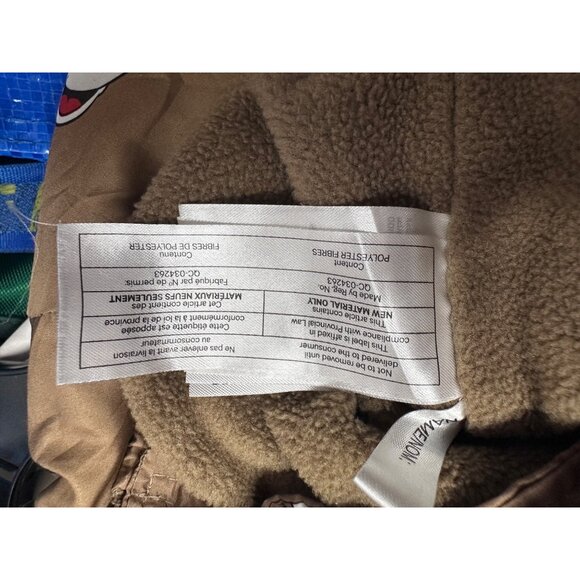 Not to be removed until
delivered to the consumer
Ne pas enlever avant la livraison
au consommateur
This label is affixed in
compliance with Provincial Law
Cette étiquette est apposée
conformément à la loi de la province
This article contains
NEW MATERIAL ONLY
Cet article contient des
MATÉRIAUX NEUFS SEULEMENT
Made by Reg. No.
QC-034263
Fabriqué par N° de permis
QC-034263
Content
POLYESTER FIBRES
Contenu
FIBRES DE POLYESTER
NAME/NOM: